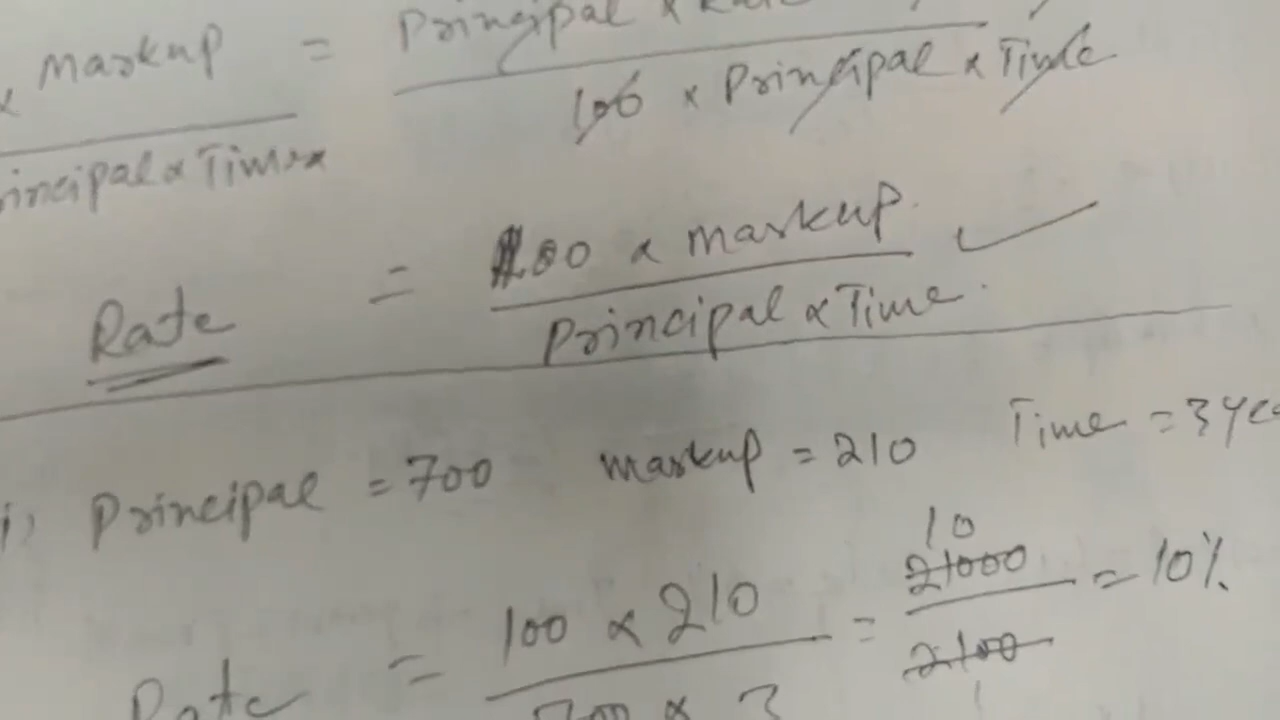 markup = Principal x Rate
Principal x Time 100 x Principal x Time
Rate = 100 x markup
Principal x Time
i) Principal = 700 markup = 210 Time = 3
10
Rate = 100 x 210 = 21000 = 10%
700 x 3 2100